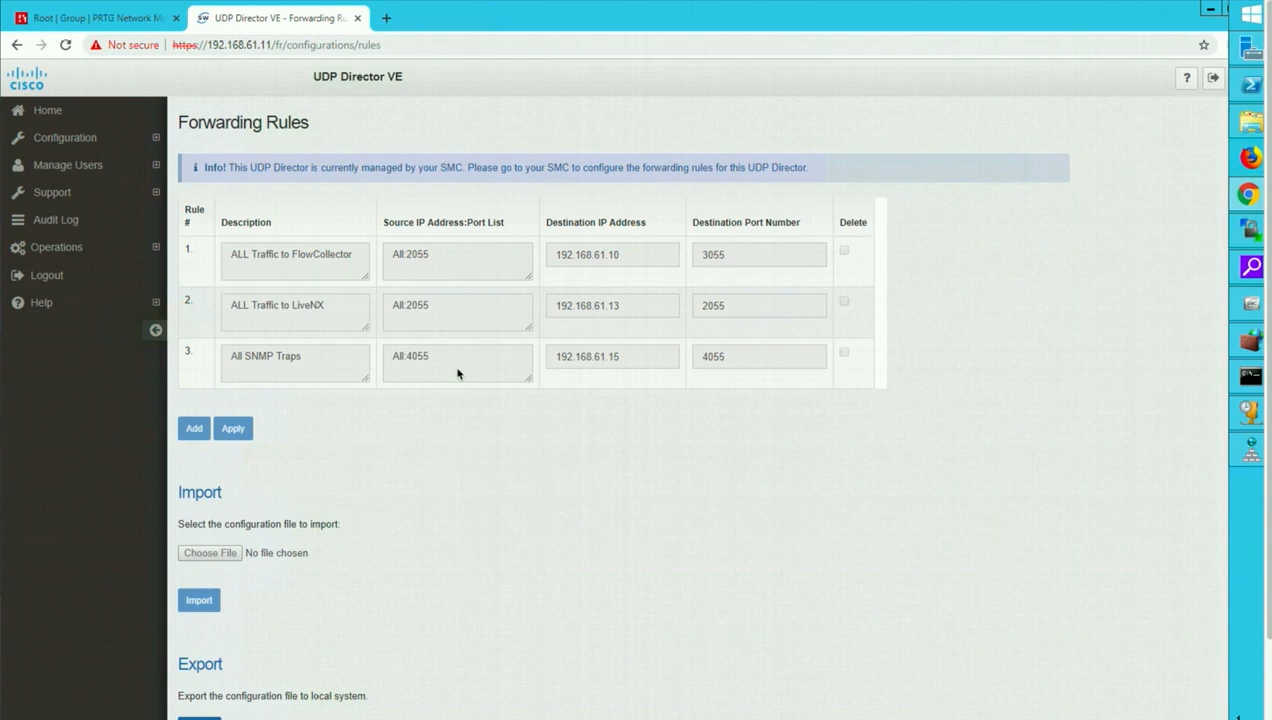 Root | Group | PRTG Network M
UDP Director VE - Forwarding Ru
Not secure
https://192.168.61.11/fr/configurations/rules
CISCO
UDP Director VE
?
Home
Configuration
Manage Users
Support
Audit Log
Operations
Logout
Help
Forwarding Rules
Info! This UDP Director is currently managed by your SMC. Please go to your SMC to configure the forwarding rules for this UDP Director.
Rule # Description Source IP Address:Port List Destination IP Address Destination Port Number Delete
1. ALL Traffic to FlowCollector All:2055 192.168.61.10 3055
2. ALL Traffic to LiveNX All:2055 192.168.61.13 2055
3. All SNMP Traps All:4055 192.168.61.15 4055
Add Apply
Import
Select the configuration file to import:
Choose File No file chosen
Import
Export
Export the configuration file to local system.